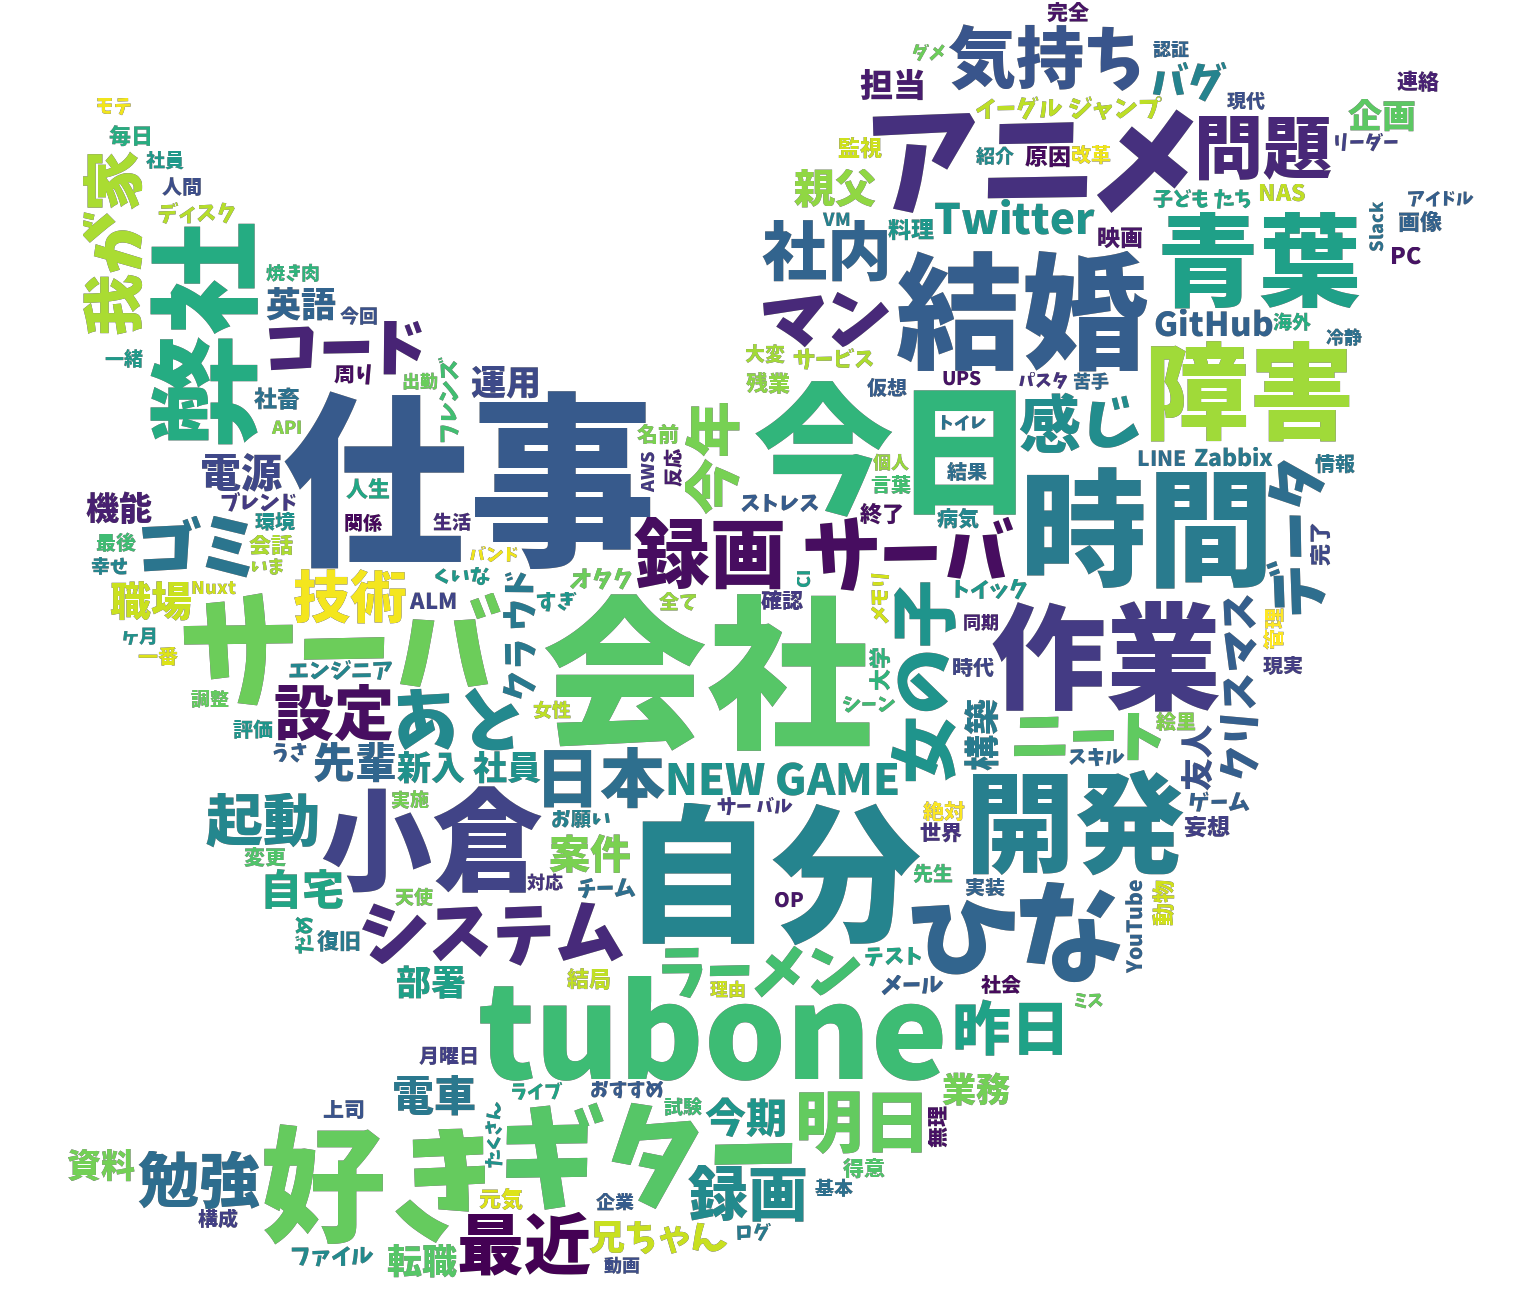 完全
気持ち
ダメ
認証
バグ
担当
連絡
モテ
イーグル ジャンプ
現代
企画
アニメ
問題
毎日
監視
紹介
原因
改革
リーダー
社員
我が家
人間
親父
子ども たち
NAS
アイドル
ディスク
VM
料理
Twitter
映画
青葉
Slack
画像
PC
弊社
社内
結婚
焼き肉
英語
今回
マン
GitHub
海外
冷静
コード
一緒
周り
出勤
フレンズ
運用
大変
サービス
残業
仮想
UPS
パスタ
苦手
障害
社畜
API
仕事
今年
今日
トイレ
感じ
名前
AWS
反応
個人
言葉
結果
LINE
Zabbix
情報
電源
人生
機能
ブレンド
環境
関係
生活
ストレス
終了
病気
時間
データ
完了
ゴミ
最後
会話
幸せ
いま
バンド
録画
サーバ
職場
Nuxt
技術
くいな
ALM
クラウド
すぎ
オタク
全て
確認
CI
メモリ
女の子
トイック
同期
作業
クリスマス
管理
現実
サーバー
ヶ月
一番
エンジニア
会社
大学
シーン
時代
調整
設定
あと
女性
構築
ニート
絵里
評価
うさ
先輩
新入 社員
日本
NEW GAME
スキル
友人
ゲーム
妄想
起動
小倉
実施
お願い
サー バル
自分
絶対
世界
開発
変更
案件
自宅
天使
対応
チーム
OP
先生
実装
ひな
YouTube
動物
だめ
復旧
システム
ラーメン
テスト
部署
結局
理由
メール
社会
ミス
tubone
昨日
月曜日
電車
ライブ
おすすめ
試験
今期
明日
業務
無理
上司
たくさん
資料
勉強
好き
ギター
録画
得意
基本
構成
元気
企業
ファイル
転職
最近
兄ちゃん
動画
ログ